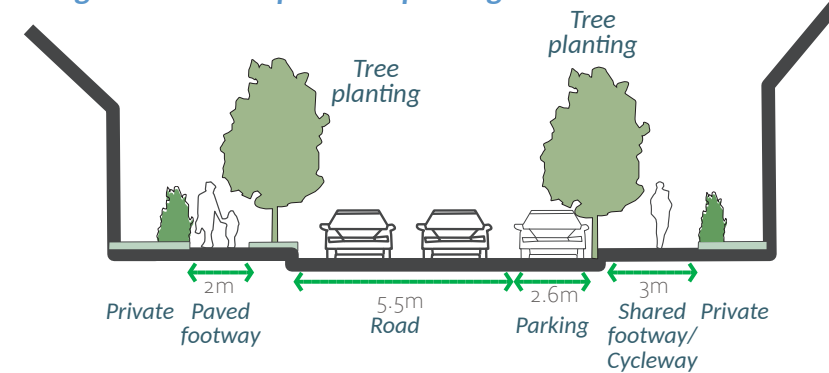 Tree
planting
Tree
planting
2m
5.5m
2.6m
3m
Private
Paved
footway
Road
Parking
Shared
footway/
Cycleway
Private